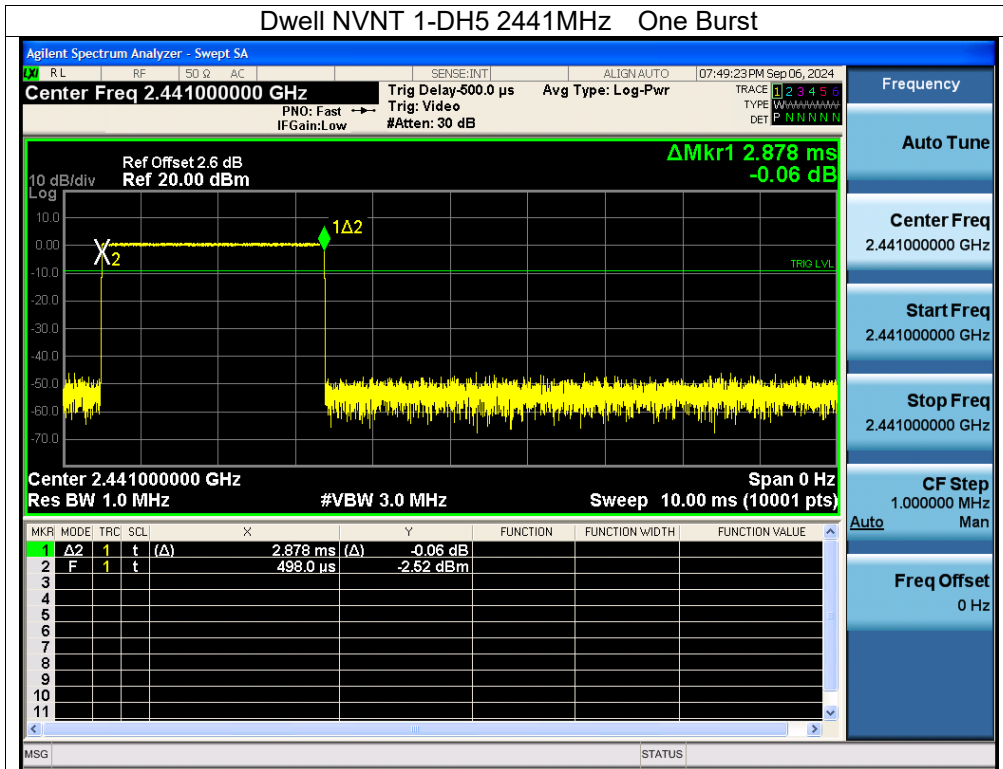 Dwell NVNT 1-DH5 2441MHz One Burst
Agilent Spectrum Analyzer - Swept SA
LXI RL RF 50 Ω AC SENSE:INT ALIGN AUTO 07:49:23 PM Sep 06, 2024
Center Freq 2.441000000 GHz
PNO: Fast
IFGain:Low
Trig Delay-500.0 μs
Trig: Video
#Atten: 30 dB
Avg Type: Log-Pwr
TRACE 1 2 3 4 5 6
TYPE WWWWWW
DET P N N N N N
ΔMkr1 2.878 ms
-0.06 dB
Ref Offset 2.6 dB
10 dB/div Ref 20.00 dBm
Log
10.0
0.00
-10.0
-20.0
-30.0
-40.0
-50.0
-60.0
-70.0
X2
1Δ2
TRIG LVL
Center 2.441000000 GHz Span 0 Hz
Res BW 1.0 MHz #VBW 3.0 MHz Sweep 10.00 ms (10001 pts)
MKR MODE TRC SCL X Y FUNCTION FUNCTION WIDTH FUNCTION VALUE
1 Δ2 1 t (Δ) 2.878 ms (Δ) -0.06 dB
2 F 1 t 498.0 μs -2.52 dBm
3
4
5
6
7
8
9
10
11
MSG STATUS
Frequency
Auto Tune
Center Freq
2.441000000 GHz
Start Freq
2.441000000 GHz
Stop Freq
2.441000000 GHz
CF Step
1.000000 MHz
Auto Man
Freq Offset
0 Hz